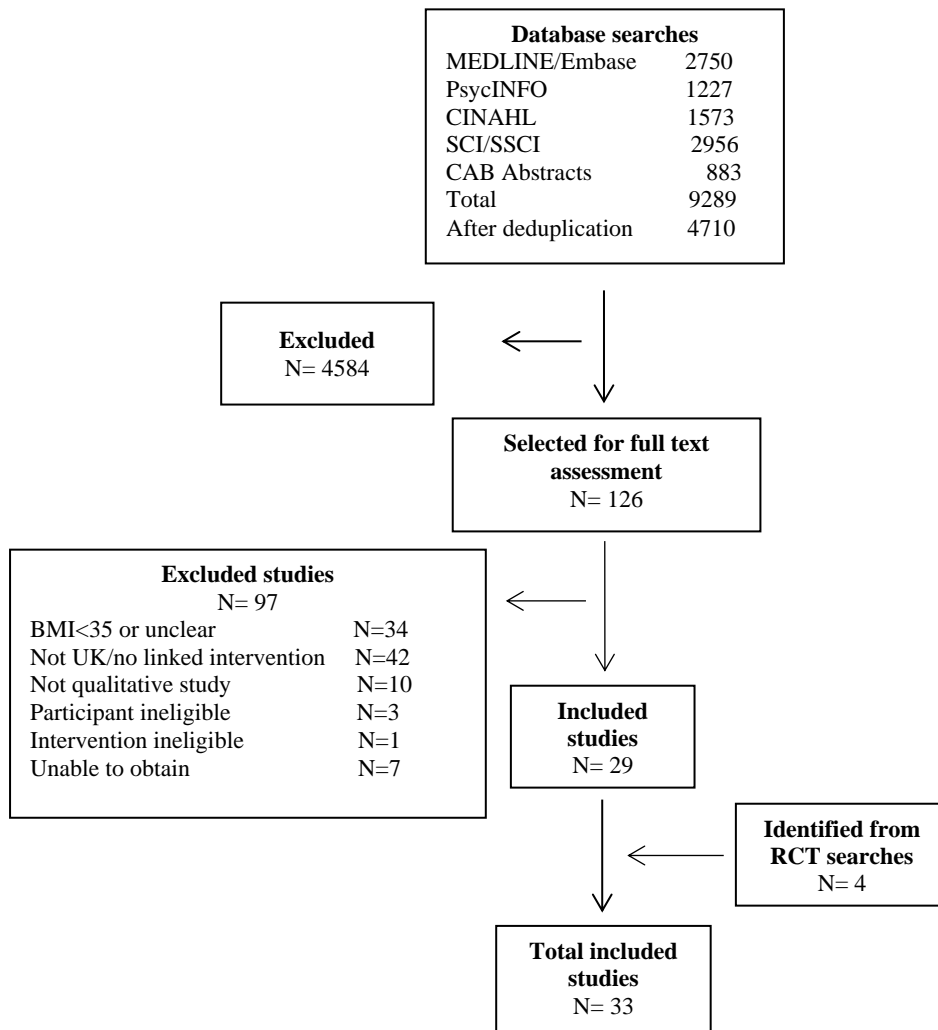 Database searches
MEDLINE/Embase 2750
PsycINFO 1227
CINAHL 1573
SCI/SSCI 2956
CAB Abstracts 883
Total 9289
After deduplication 4710
Excluded
N= 4584
Selected for full text
assessment
N= 126
Excluded studies
N= 97
BMI<35 or unclear N=34
Not UK/no linked intervention N=42
Not qualitative study N=10
Participant ineligible N=3
Intervention ineligible N=1
Unable to obtain N=7
Included
studies
N= 29
Identified from
RCT searches
N= 4
Total included
studies
N= 33